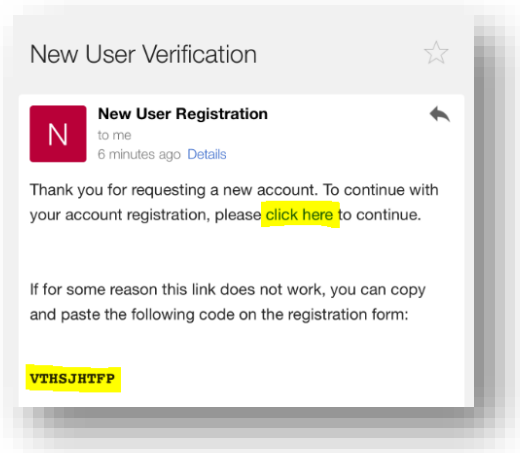 New User Verification
N
New User Registration
to me
6 minutes ago Details
Thank you for requesting a new account. To continue with
your account registration, please click here to continue.
If for some reason this link does not work, you can copy
and paste the following code on the registration form:
VTHSJHTFP